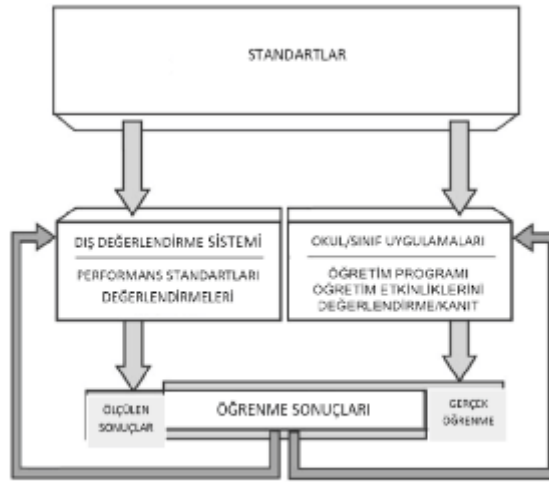 STANDARTLAR
DIŞ DEĞERLENDİRME SİSTEMİ
PERFORMANS STANDARTLARI
DEĞERLENDİRMELERİ
OKUL/SINIF UYGULAMALARI
ÖĞRETİM PROGRAMI
ÖĞRETİM ETKİNLİKLERİNİ
DEĞERLENDİRME/KANIT
ÖLÇÜLEN
SONUÇLAR
ÖĞRENME SONUÇLARI
GERÇEK
ÖĞRENME